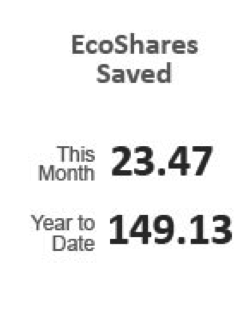 EcoShares
Saved
This
Month 23.47
Year to
Date 149.13